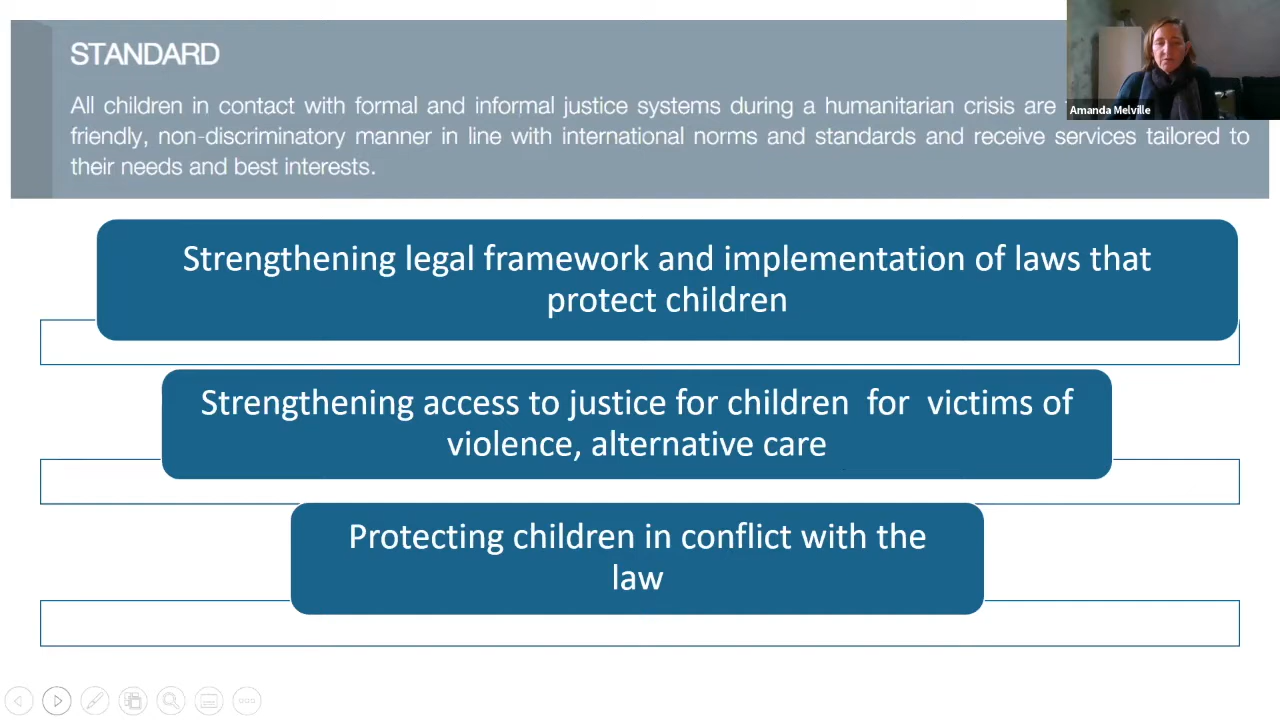 STANDARD
All children in contact with formal and informal justice systems during a humanitarian crisis are
friendly, non-discriminatory manner in line with international norms and standards and receive services tailored to
their needs and best interests.
Amanda Melville
Strengthening legal framework and implementation of laws that
protect children
Strengthening access to justice for children  for  victims of
violence, alternative care
Protecting children in conflict with the
law